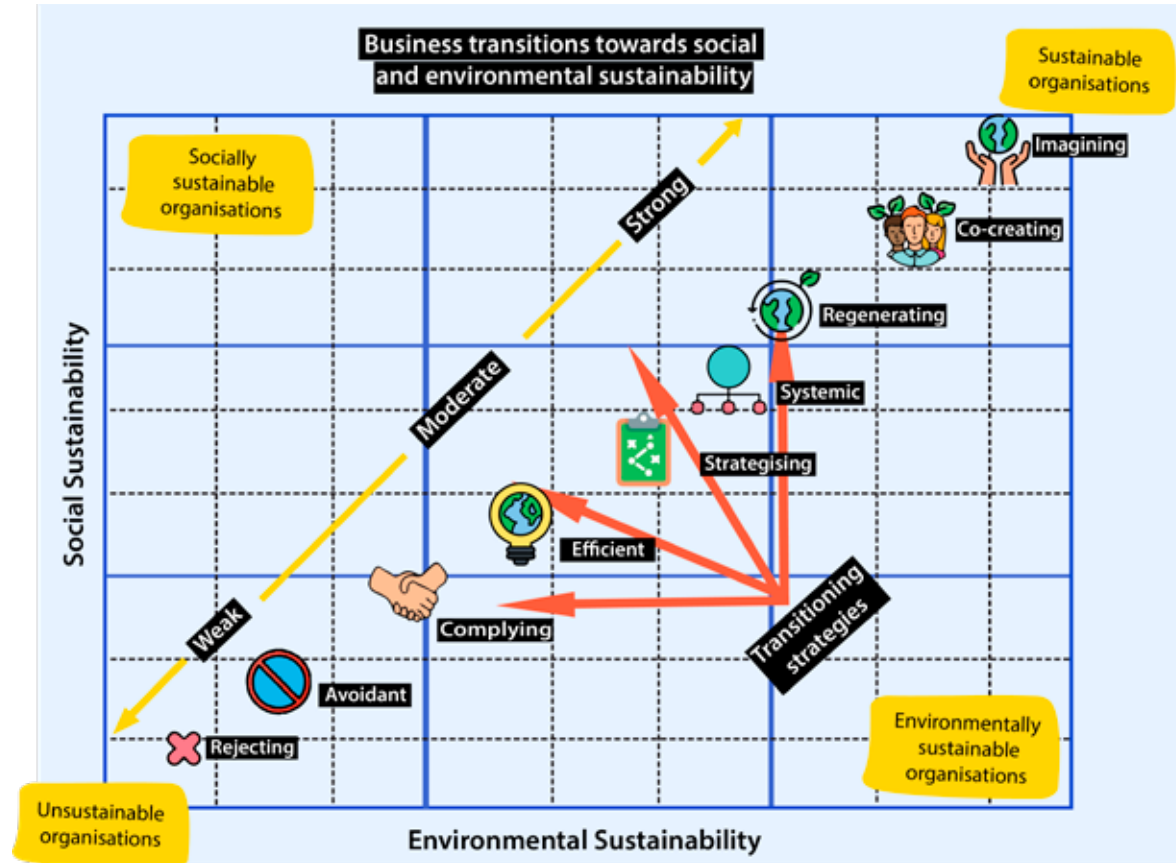 Business transitions towards social
and environmental sustainability
Sustainable
organisations
Socially
sustainable
organisations
Imagining
Strong
Co-creating
Regenerating
Moderate
Systemic
Strategising
Social Sustainability
Efficient
Complying
Transitioning
strategies
Weak
Avoidant
Rejecting
Environmentally
sustainable
organisations
Unsustainable
organisations
Environmental Sustainability